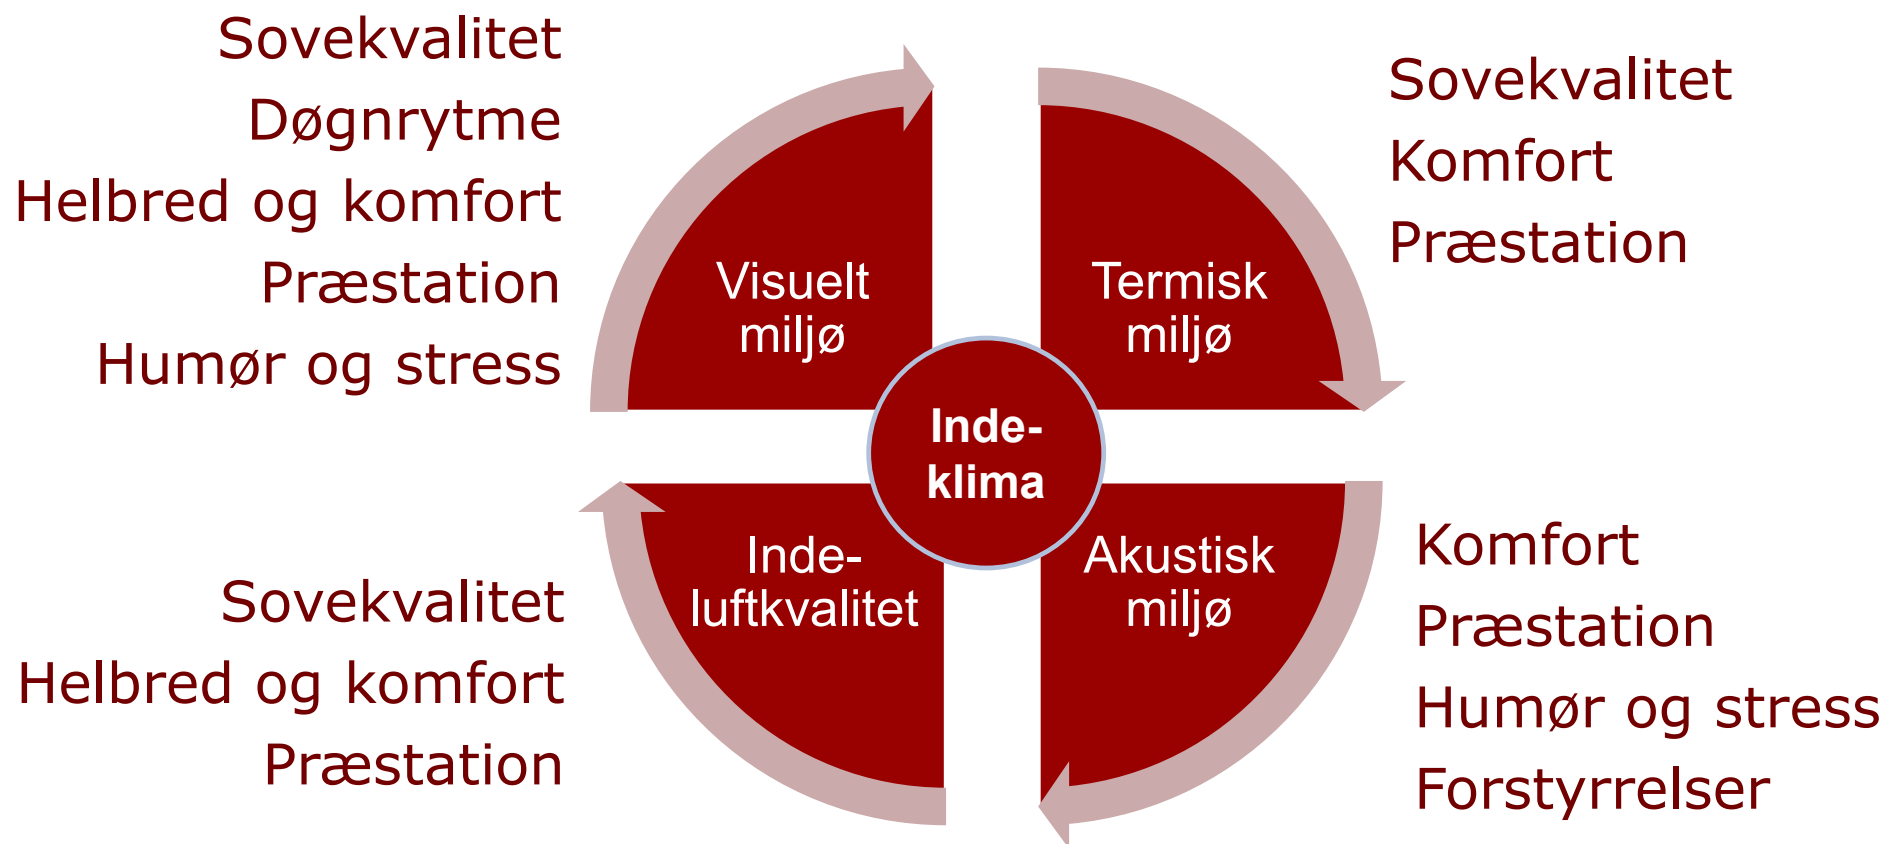 Sovekvalitet
Døgnrytme
Helbred og komfort
Præstation
Humør og stress
Visuelt
miljø
Termisk
miljø
Sovekvalitet
Komfort
Præstation
Inde-
klima
Sovekvalitet
Helbred og komfort
Præstation
Inde-
luftkvalitet
Akustisk
miljø
Komfort
Præstation
Humør og stress
Forstyrrelser